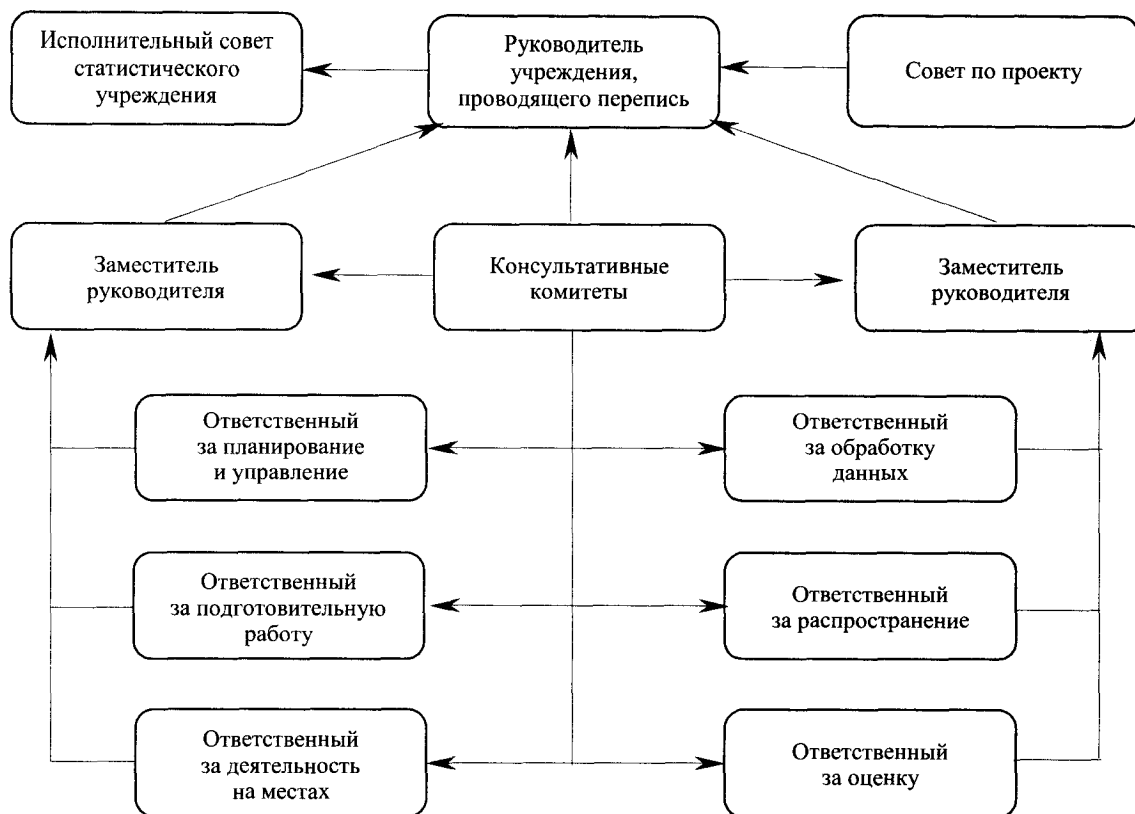 Исполнительный совет
статистического
учреждения
Руководитель
учреждения,
проводящего перепись
Совет по проекту
Заместитель
руководителя
Консультативные
комитеты
Заместитель
руководителя
Ответственный
за планирование
и управление
Ответственный
за обработку
данных
Ответственный
за подготовительную
работу
Ответственный
за распространение
Ответственный
за деятельность
на местах
Ответственный
за оценку